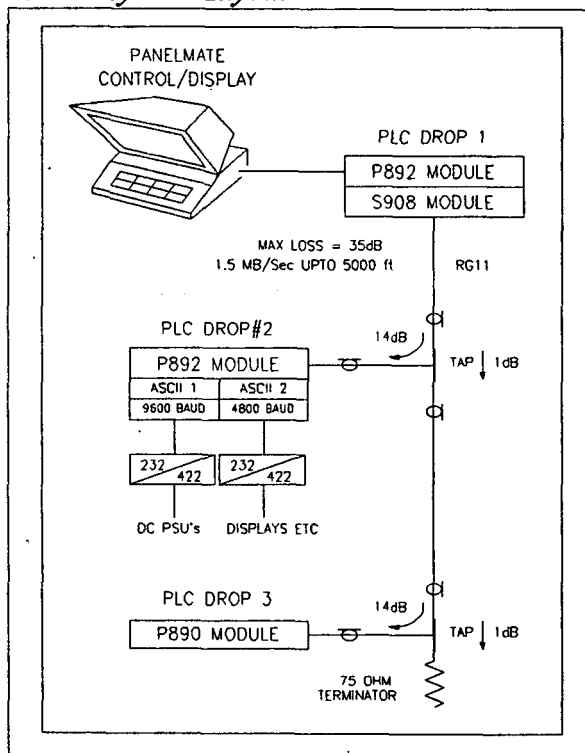 PANELMATE
CONTROL/DISPLAY
PLC DROP 1
P892 MODULE
S908 MODULE
MAX LOSS = 35dB
1.5 MB/Sec UPTO 5000 ft
RG11
PLC DROP#2
14dB
TAP 1dB
P892 MODULE
ASCII 1 ASCII 2
9600 BAUD 4800 BAUD
232/422 232/422
DC PSU's DISPLAYS ETC
PLC DROP 3
14dB
P890 MODULE
TAP 1dB
75 OHM
TERMINATOR